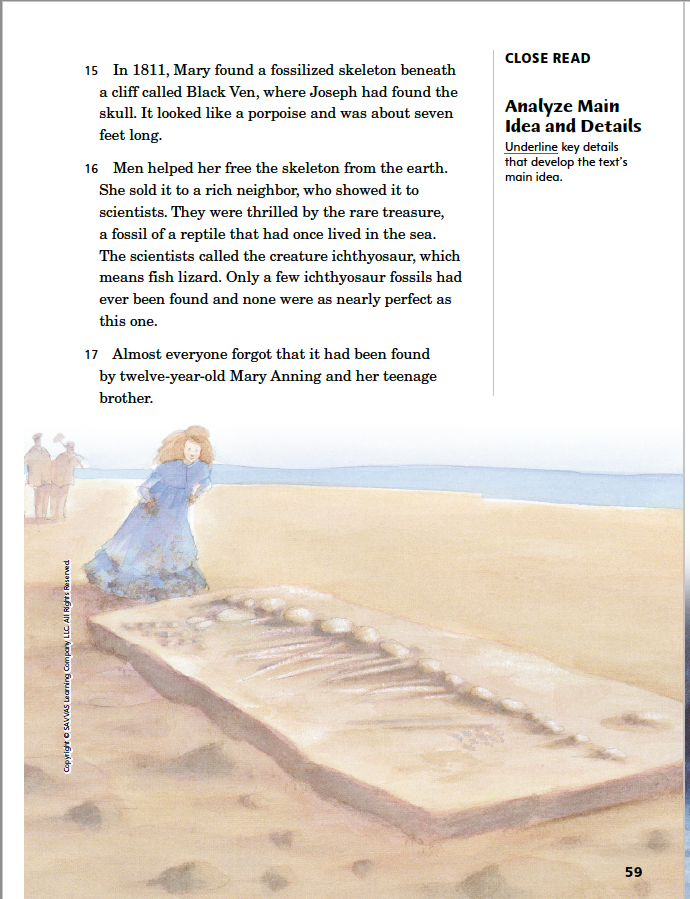 15 In 1811, Mary found a fossilized skeleton beneath
a cliff called Black Ven, where Joseph had found the
skull. It looked like a porpoise and was about seven
feet long.
16 Men helped her free the skeleton from the earth.
She sold it to a rich neighbor, who showed it to
scientists. They were thrilled by the rare treasure,
a fossil of a reptile that had once lived in the sea.
The scientists called the creature ichthyosaur, which
means fish lizard. Only a few ichthyosaur fossils had
ever been found and none were as nearly perfect as
this one.
17 Almost everyone forgot that it had been found
by twelve-year-old Mary Anning and her teenage
brother.
CLOSE READ
Analyze Main
Idea and Details
Underline key details
that develop the text's
main idea.
Copyright © SAVVAS Learning Company LLC. All Rights Reserved.
59